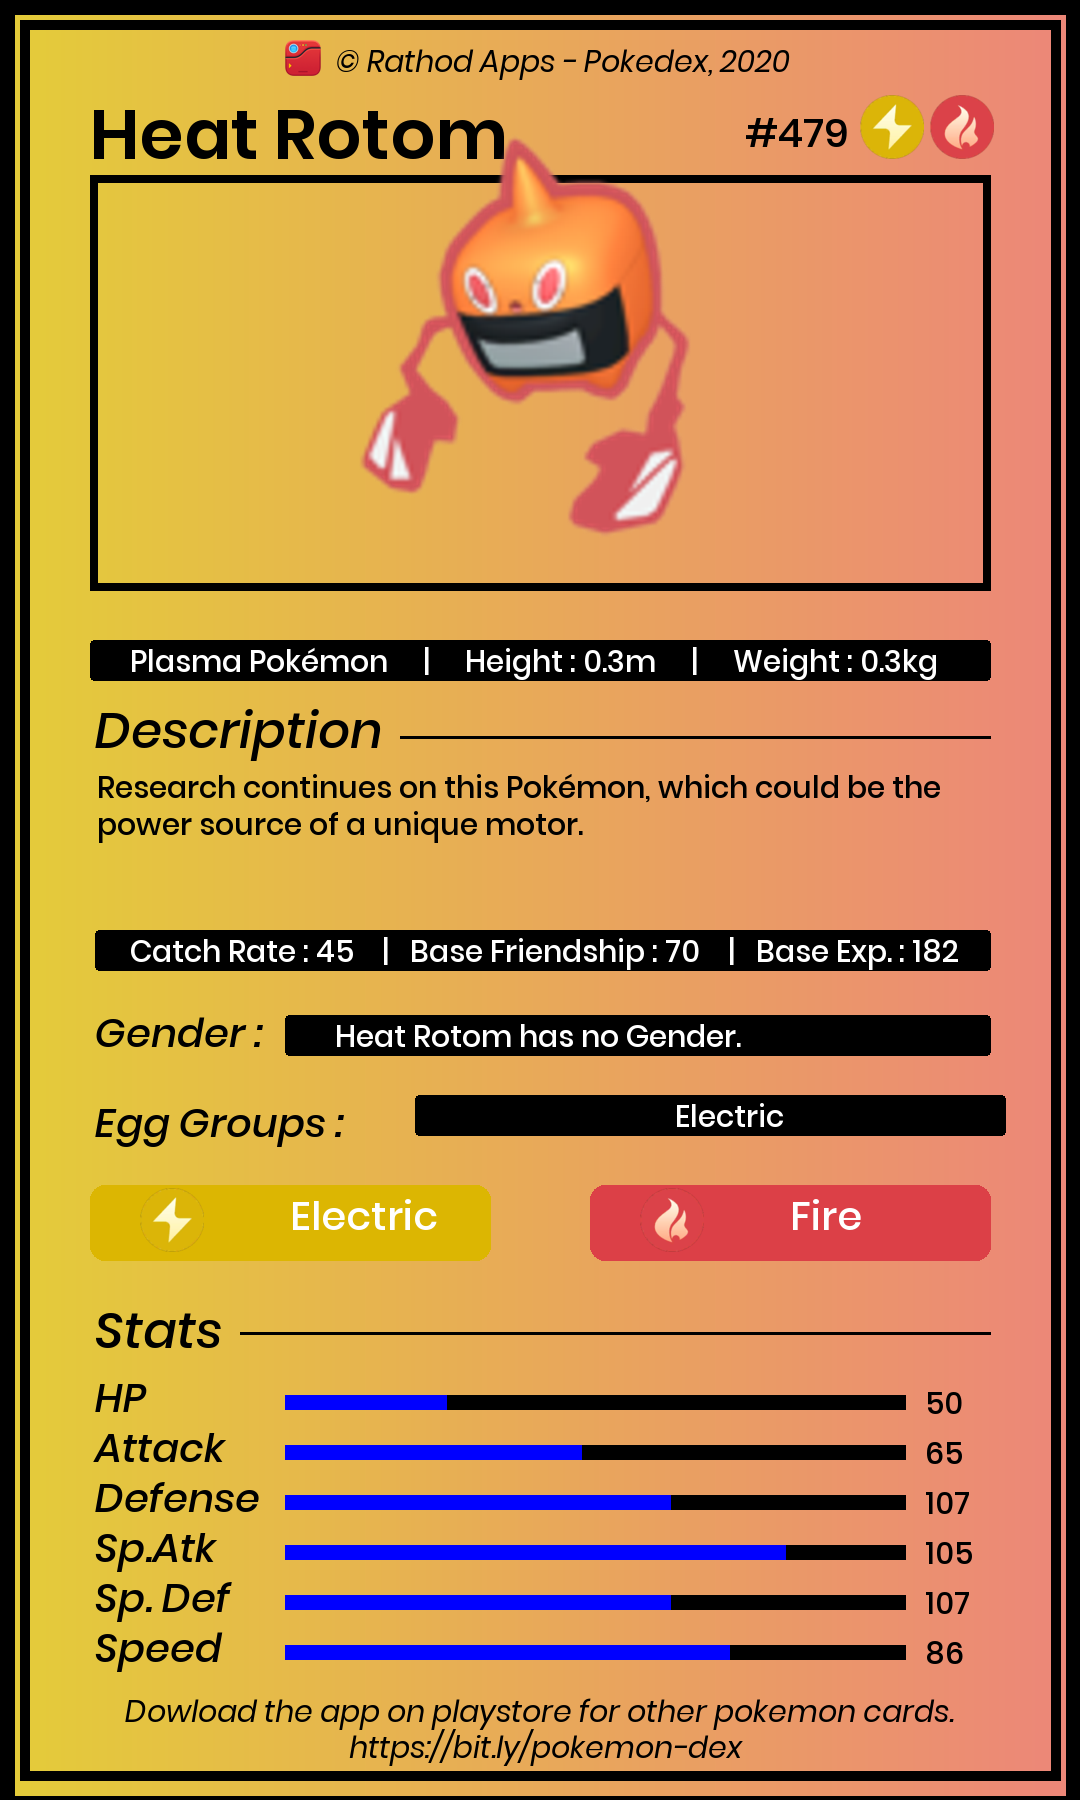 © Rathod Apps - Pokedex, 2020
Heat Rotom #479
Plasma Pokémon | Height : 0.3m | Weight : 0.3kg
Description
Research continues on this Pokémon, which could be the
power source of a unique motor.
Catch Rate : 45 | Base Friendship : 70 | Base Exp. : 182
Gender : Heat Rotom has no Gender.
Egg Groups : Electric
Electric Fire
Stats
HP 50
Attack 65
Defense 107
Sp.Atk 105
Sp. Def 107
Speed 86
Dowload the app on playstore for other pokemon cards.
https://bit.ly/pokemon-dex